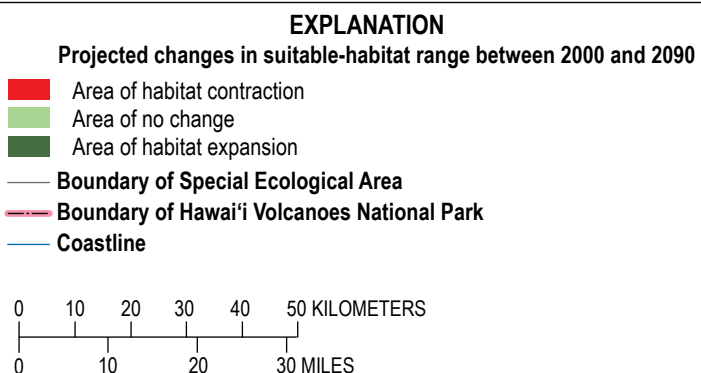 EXPLANATION
Projected changes in suitable-habitat range between 2000 and 2090
Area of habitat contraction
Area of no change
Area of habitat expansion
Boundary of Special Ecological Area
Boundary of Hawai‘i Volcanoes National Park
Coastline
0 10 20 30 40 50 KILOMETERS
0 10 20 30 MILES